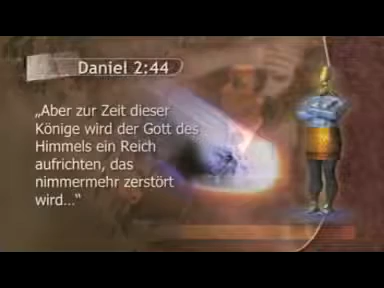 Daniel 2:44
„Aber zur Zeit dieser
Könige wird der Gott des
Himmels ein Reich
aufrichten, das
nimmermehr zerstört
wird…“